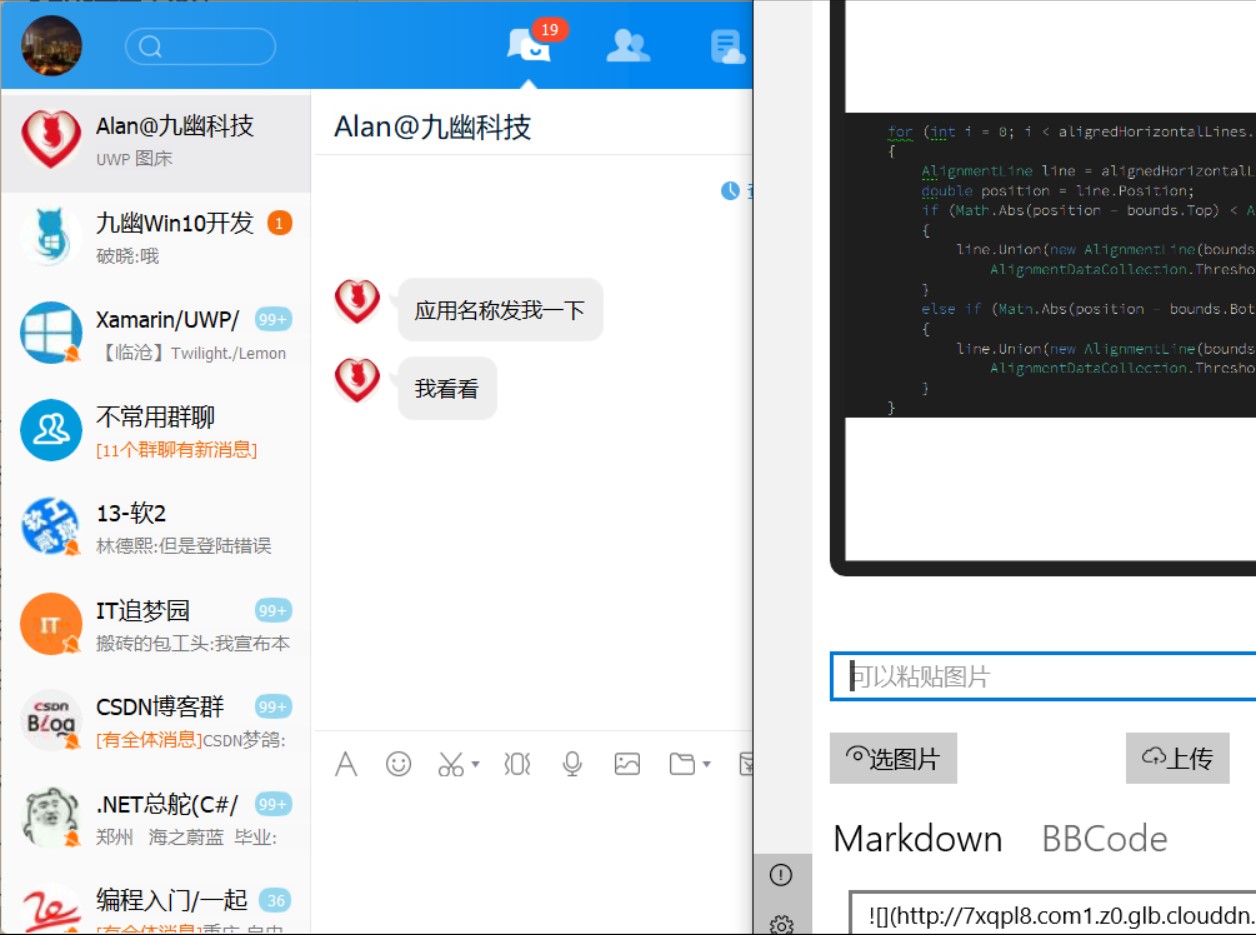 19
Alan@九幽科技
UWP 图床
九幽Win10开发
1
破晓:哦
Xamarin/UWP/
99+
【临沧】Twilight./Lemon
不常用群聊
[11个群聊有新消息]
13-软2
林德熙:但是登陆错误
软工
贰班
IT追梦园
99+
IT
搬砖的包工头:我宣布本
CSDN博客群
99+
CSDN
BLog
[有全体消息]CSDN梦鸽:
.NET总舵(C#/
99+
郑州 海之蔚蓝 毕业:
编程入门/一起
36
Alan@九幽科技
应用名称发我一下
我看看
for (int i = 0; i < alignedHorizontalLines.
{
AlignmentLine line = alignedHorizontalL
double position = line.Position;
if (Math.Abs(position - bounds.Top) < A
{
line.Union(new AlignmentLine(bounds
AlignmentDataCollection.Thresho
}
else if (Math.Abs(position - bounds.Bot
{
line.Union(new AlignmentLine(bounds
AlignmentDataCollection.Thresho
}
}
可以粘贴图片
选图片
上传
Markdown
BBCode
![](http://7xqpl8.com1.z0.glb.clouddn.